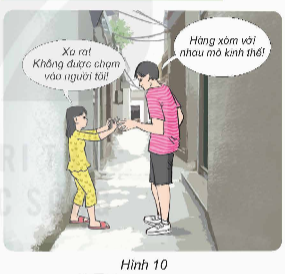 Xa ra!
Không được chạm
vào người tôi!
Hàng xóm với
nhau mà kinh thế!
Hình 10